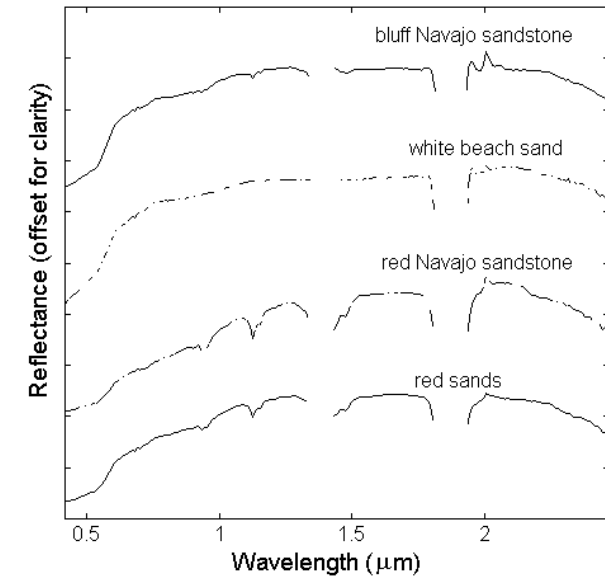 bluff Navajo sandstone
white beach sand
red Navajo sandstone
red sands
Reflectance (offset for clarity)
0.5 1 1.5 2
Wavelength (μm)